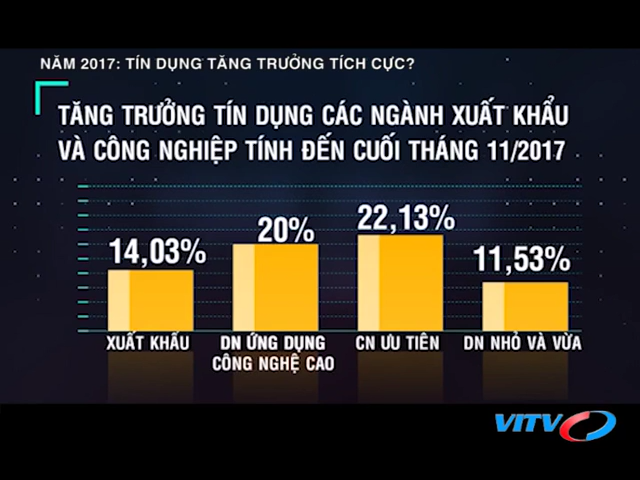 NĂM 2017: TÍN DỤNG TĂNG TRƯỞNG TÍCH CỰC?
TĂNG TRƯỞNG TÍN DỤNG CÁC NGÀNH XUẤT KHẨU
VÀ CÔNG NGHIỆP TÍNH ĐẾN CUỐI THÁNG 11/2017
14,03%
20%
22,13%
11,53%
XUẤT KHẨU
DN ỨNG DỤNG
CÔNG NGHỆ CAO
CN ƯU TIÊN
DN NHỎ VÀ VỪA
VITV